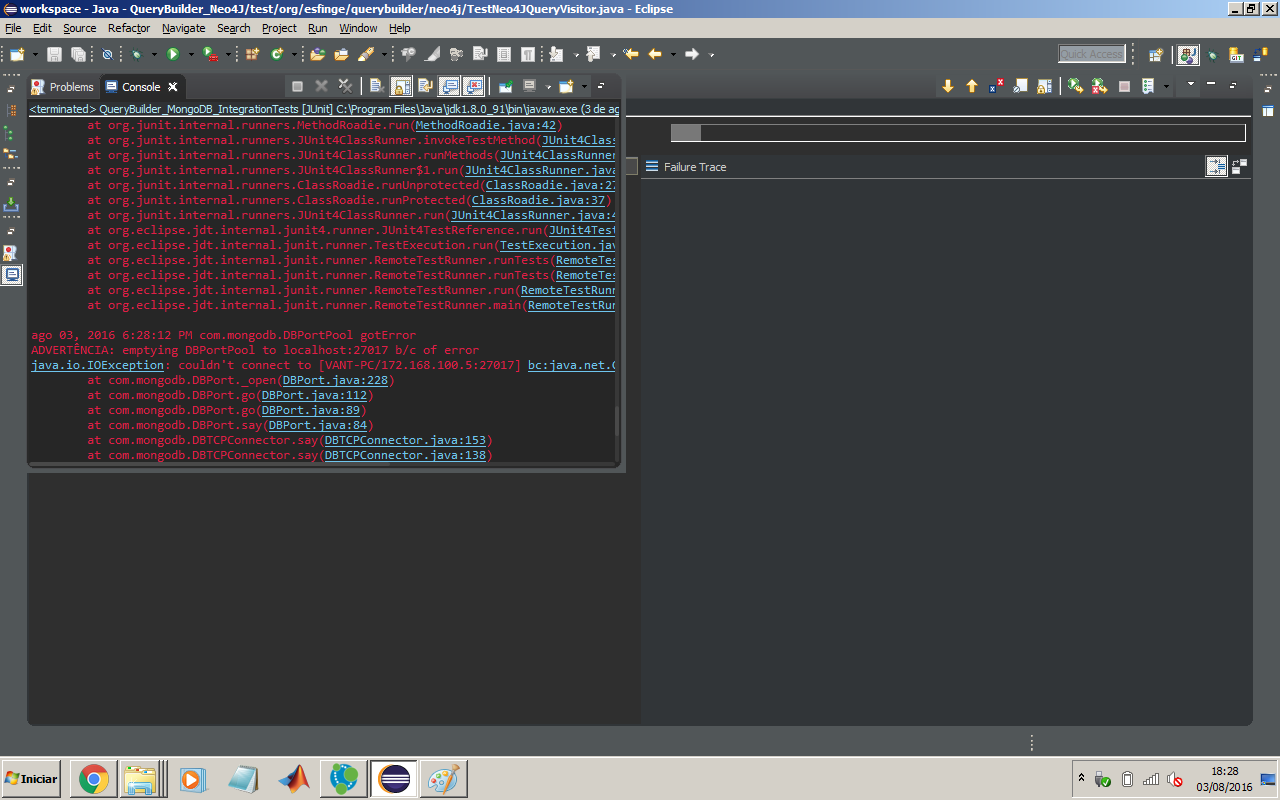 workspace - Java - QueryBuilder_Neo4J/test/org/esfinge/querybuilder/neo4j/TestNeo4JQueryVisitor.java - Eclipse
File Edit Source Refactor Navigate Search Project Run Window Help
Quick Access
Problems Console
<terminated> QueryBuilder_MongoDB_IntegrationTests [JUnit] C:\Program Files\Java\jdk1.8.0_91\bin\javaw.exe (3 de ag
at org.junit.internal.runners.MethodRoadie.run(MethodRoadie.java:42)
at org.junit.internal.runners.JUnit4ClassRunner.invokeTestMethod(JUnit4Class
at org.junit.internal.runners.JUnit4ClassRunner.runMethods(JUnit4ClassRunner
at org.junit.internal.runners.JUnit4ClassRunner$1.run(JUnit4ClassRunner.java
at org.junit.internal.runners.ClassRoadie.runUnprotected(ClassRoadie.java:27
at org.junit.internal.runners.ClassRoadie.runProtected(ClassRoadie.java:37)
at org.junit.internal.runners.JUnit4ClassRunner.run(JUnit4ClassRunner.java:4
at org.eclipse.jdt.internal.junit4.runner.JUnit4TestReference.run(JUnit4Test
at org.eclipse.jdt.internal.junit.runner.TestExecution.run(TestExecution.jav
at org.eclipse.jdt.internal.junit.runner.RemoteTestRunner.runTests(RemoteTes
at org.eclipse.jdt.internal.junit.runner.RemoteTestRunner.runTests(RemoteTes
at org.eclipse.jdt.internal.junit.runner.RemoteTestRunner.run(RemoteTestRunn
at org.eclipse.jdt.internal.junit.runner.RemoteTestRunner.main(RemoteTestRun
ago 03, 2016 6:28:12 PM com.mongodb.DBPortPool gotError
ADVERTÊNCIA: emptying DBPortPool to localhost:27017 b/c of error
java.io.IOException: couldn't connect to [VANT-PC/172.168.100.5:27017] bc:java.net.C
at com.mongodb.DBPort._open(DBPort.java:228)
at com.mongodb.DBPort.go(DBPort.java:112)
at com.mongodb.DBPort.go(DBPort.java:89)
at com.mongodb.DBPort.say(DBPort.java:84)
at com.mongodb.DBTCPConnector.say(DBTCPConnector.java:153)
at com.mongodb.DBTCPConnector.say(DBTCPConnector.java:138)
Failure Trace
Iniciar
18:28
03/08/2016